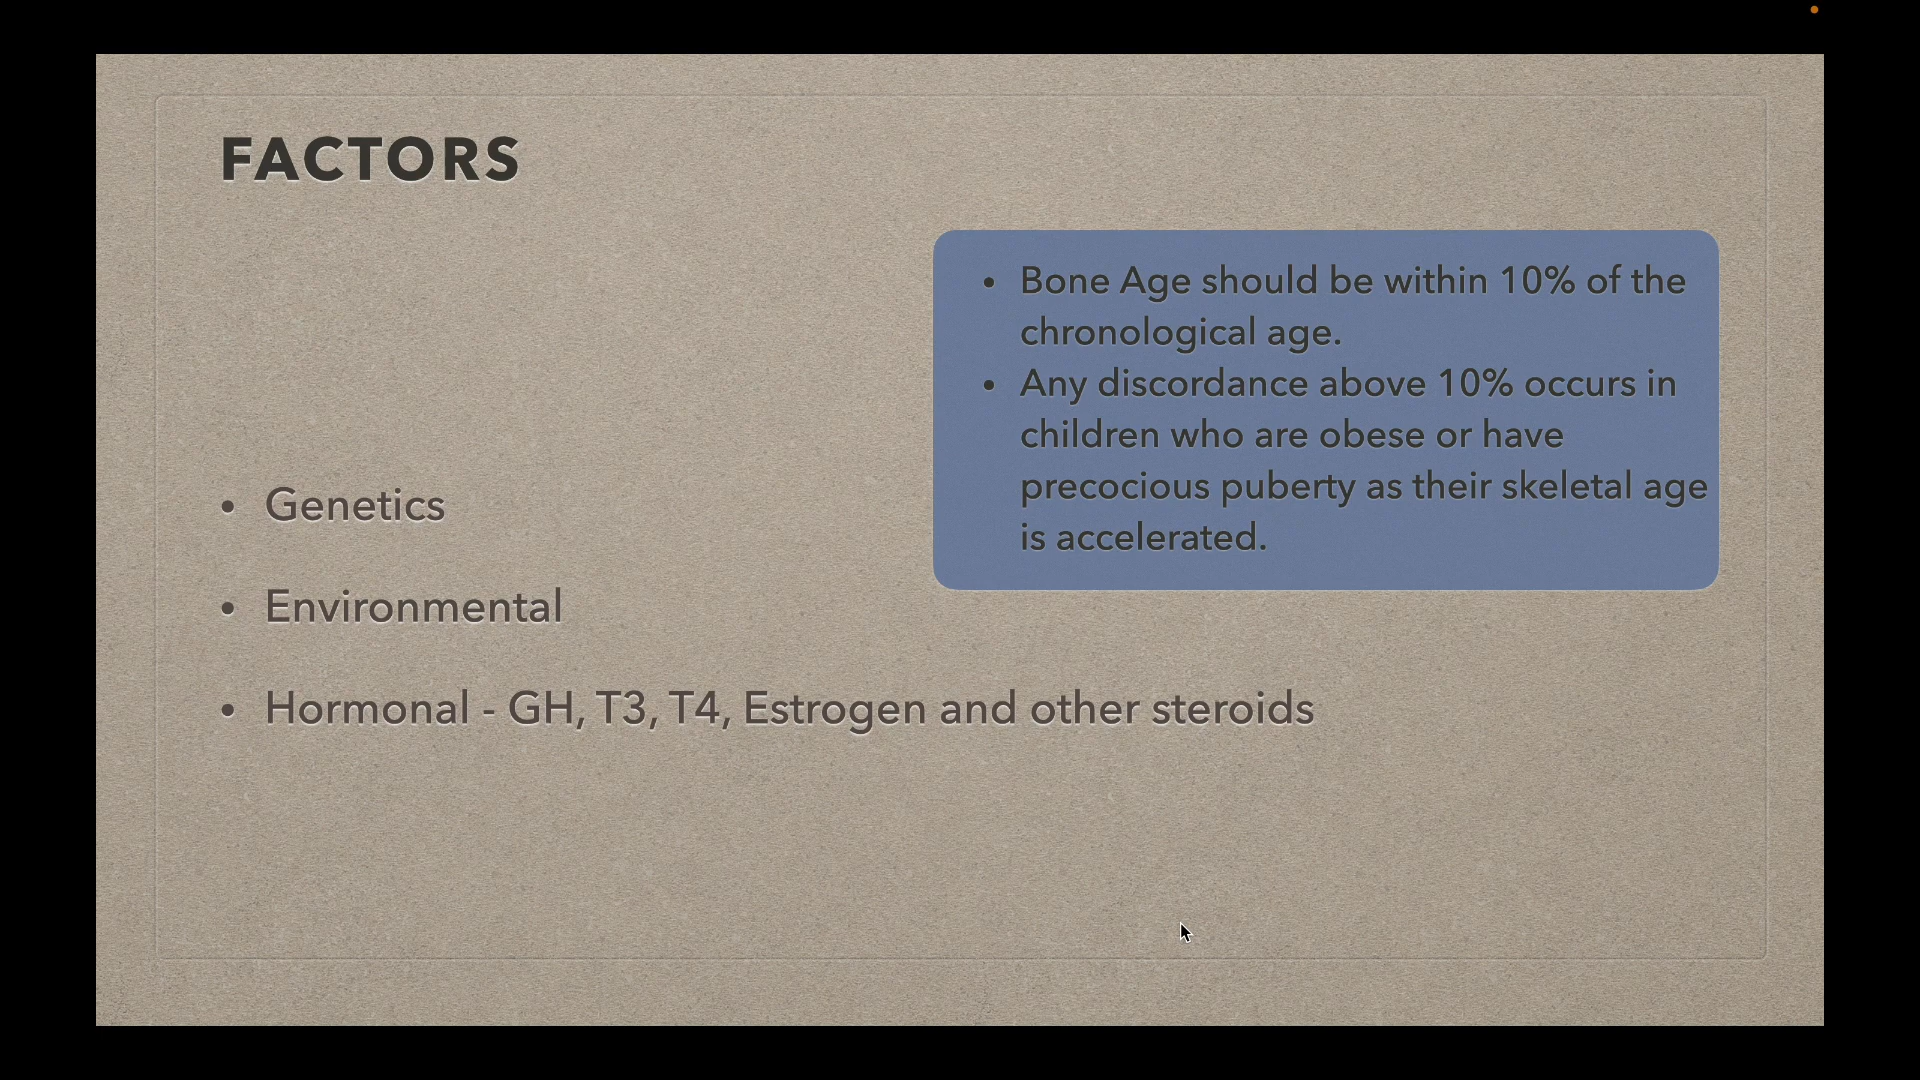 FACTORS
• Bone Age should be within 10% of the
chronological age.
• Any discordance above 10% occurs in
children who are obese or have
precocious puberty as their skeletal age
is accelerated.
• Genetics
• Environmental
• Hormonal - GH, T3, T4, Estrogen and other steroids